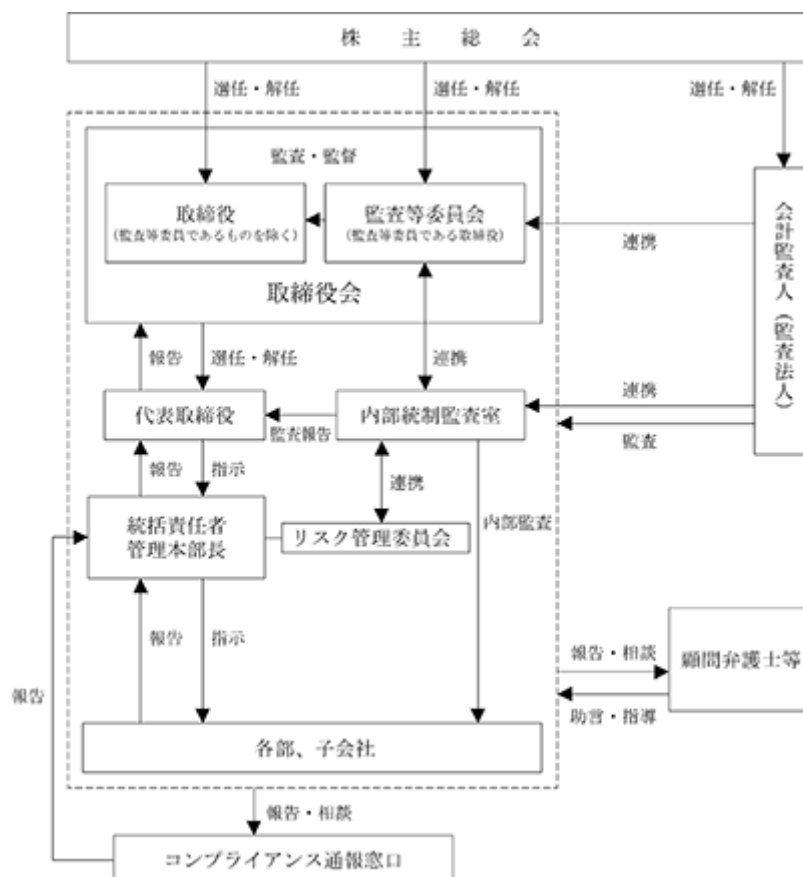 株主総会
選任・解任
選任・解任
選任・解任
監査・監督
取締役
(監査等委員であるものを除く)
監査等委員会
(監査等委員である取締役)
取締役会
会計監査人(監査法人)
連携
報告
選任・解任
連携
代表取締役
監査報告
内部統制監査室
連携
監査
報告
指示
連携
内部監査
統括責任者
管理本部長
リスク管理委員会
報告
指示
報告・相談
顧問弁護士等
助言・指導
報告
各部、子会社
報告・相談
コンプライアンス通報窓口